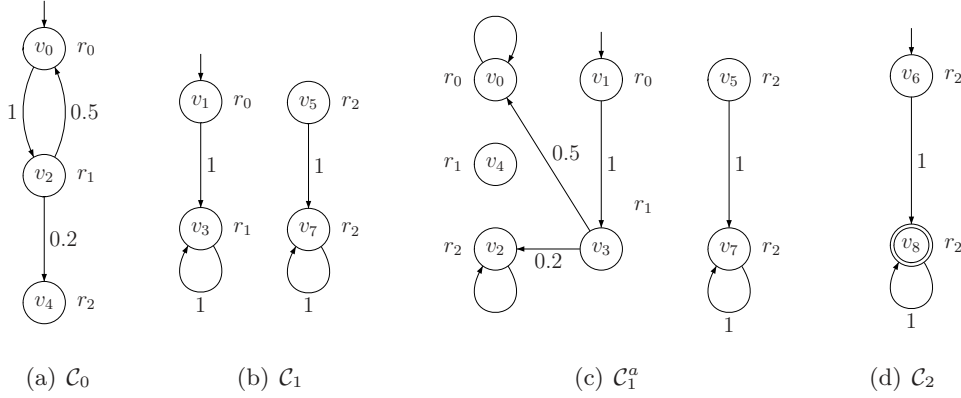 v₀ r₀
1 0.5
v₂ r₁
0.2
v₄ r₂
(a) 𝒞₀
v₁ r₀ v₅ r₂
1 1
v₃ r₁ v₇ r₂
1 1
(b) 𝒞₁
r₀ v₀ v₁ r₀ v₅ r₂
0.5 1 1
r₁ v₄
r₁
r₂ v₂ 0.2 v₃ v₇ r₂
1
(c) 𝒞₁ᵃ
v₆ r₂
1
v₈ r₂
1
(d) 𝒞₂